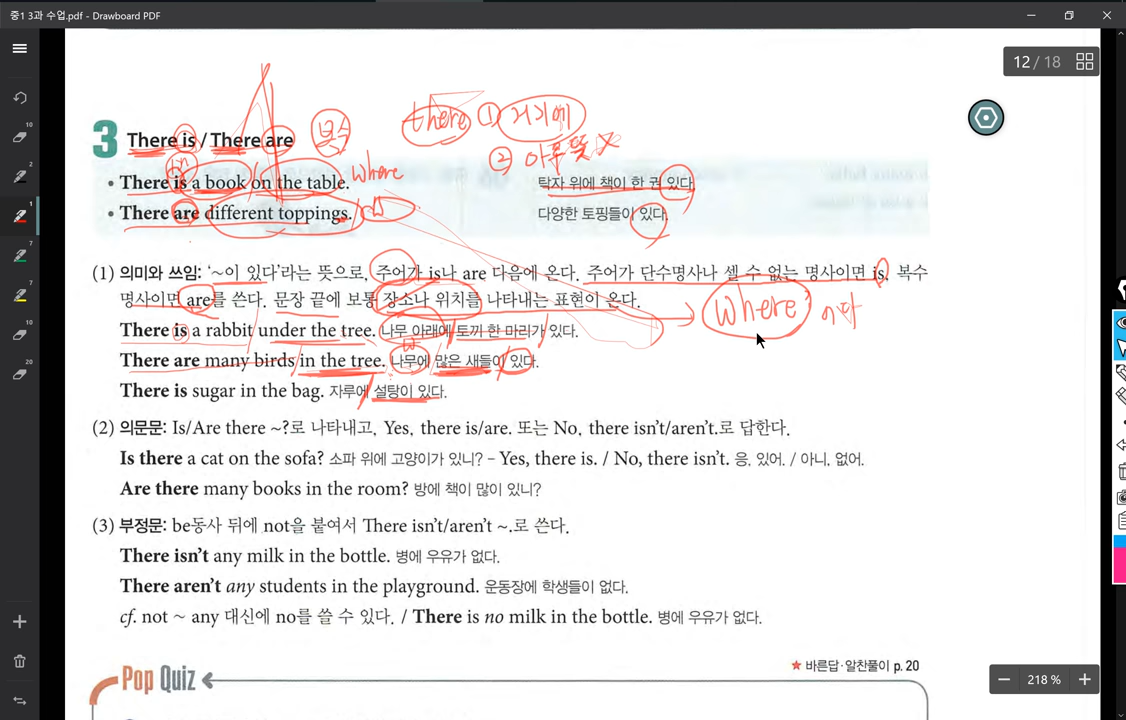 중1 3과 수업.pdf - Drawboard PDF
12 / 18
there ① 거기에
3 There is / There are 복수
② 아무 뜻 X
• There is a book on the table. where 탁자 위에 책이 한 권 있다.
• There are different toppings. 다양한 토핑들이 있다.
(1) 의미와 쓰임: ‘~이 있다’라는 뜻으로, 주어가 is나 are 다음에 온다. 주어가 단수명사나 셀 수 없는 명사이면 is, 복수
명사이면 are를 쓴다. 문장 끝에 보통 장소나 위치를 나타내는 표현이 온다.
where
There is a rabbit under the tree. 나무 아래에 토끼 한 마리가 있다.
There are many birds in the tree. 나무에 많은 새들이 있다.
There is sugar in the bag. 자루에 설탕이 있다.
(2) 의문문: Is/Are there ~?로 나타내고, Yes, there is/are. 또는 No, there isn’t/aren’t.로 답한다.
Is there a cat on the sofa? 소파 위에 고양이가 있니? – Yes, there is. / No, there isn’t. 응, 있어. / 아니, 없어.
Are there many books in the room? 방에 책이 많이 있니?
(3) 부정문: be동사 뒤에 not을 붙여서 There isn’t/aren’t ~.로 쓴다.
There isn’t any milk in the bottle. 병에 우유가 없다.
There aren’t any students in the playground. 운동장에 학생들이 없다.
cf. not ~ any 대신에 no를 쓸 수 있다. / There is no milk in the bottle. 병에 우유가 없다.
★ 바른답·알찬풀이 p. 20
Pop Quiz
218 %